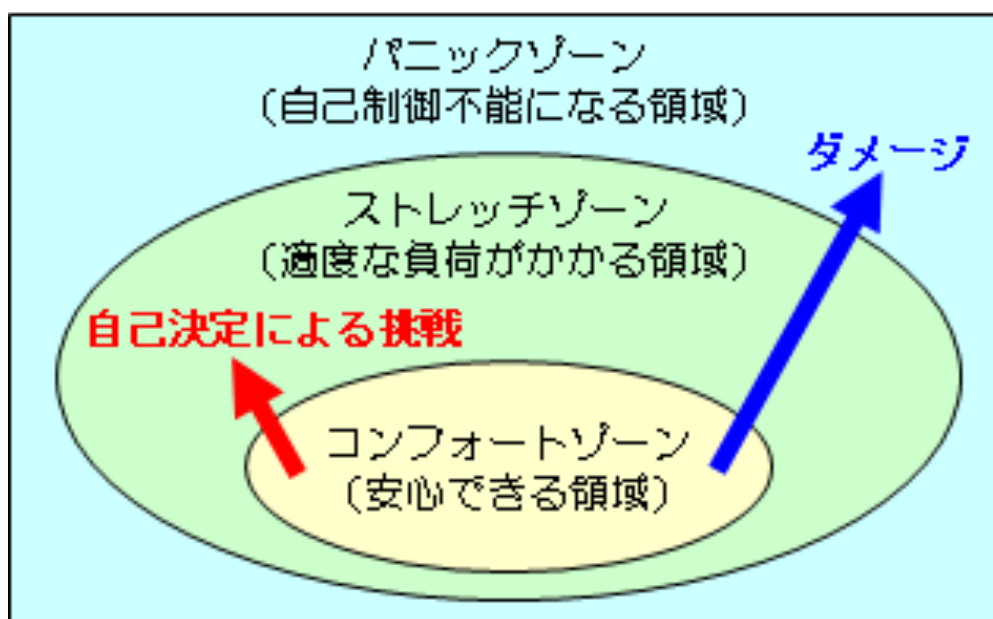 パニックゾーン
（自己制御不能になる領域）
ダメージ
ストレッチゾーン
（適度な負荷がかかる領域）
自己決定による挑戦
コンフォートゾーン
（安心できる領域）